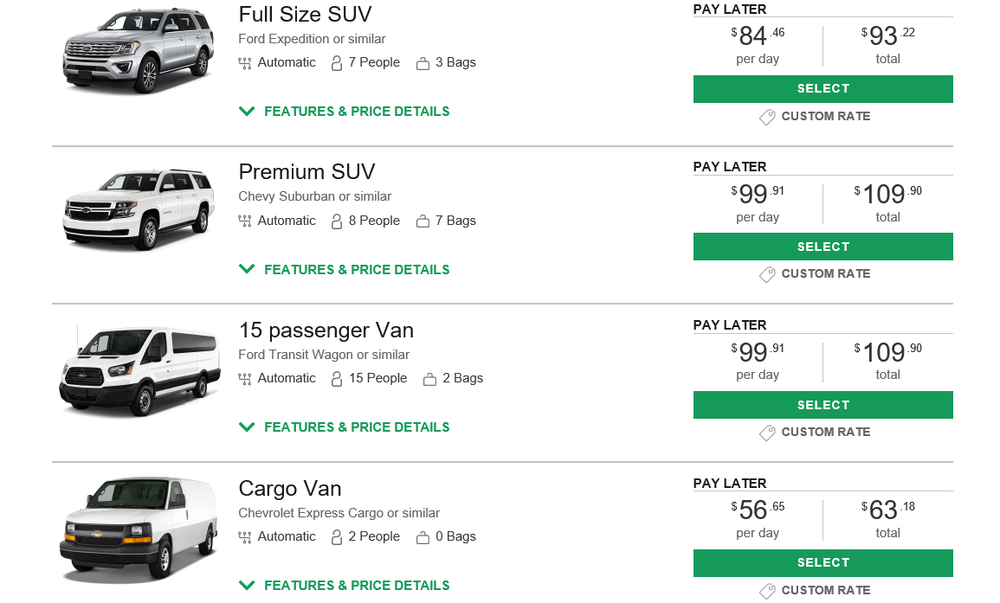 Full Size SUV
Ford Expedition or similar
Automatic 7 People 3 Bags
FEATURES & PRICE DETAILS
PAY LATER
$84.46 $93.22
per day total
SELECT
CUSTOM RATE
Premium SUV
Chevy Suburban or similar
Automatic 8 People 7 Bags
FEATURES & PRICE DETAILS
PAY LATER
$99.91 $109.90
per day total
SELECT
CUSTOM RATE
15 passenger Van
Ford Transit Wagon or similar
Automatic 15 People 2 Bags
FEATURES & PRICE DETAILS
PAY LATER
$99.91 $109.90
per day total
SELECT
CUSTOM RATE
Cargo Van
Chevrolet Express Cargo or similar
Automatic 2 People 0 Bags
FEATURES & PRICE DETAILS
PAY LATER
$56.65 $63.18
per day total
SELECT
CUSTOM RATE